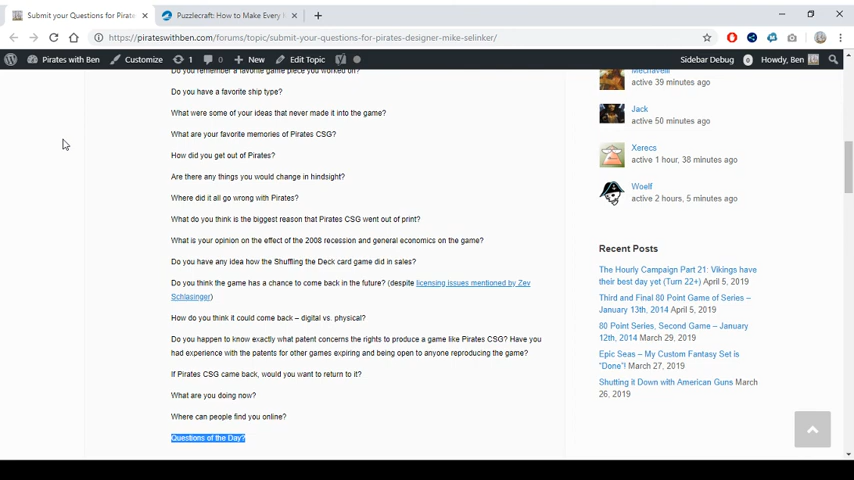 Submit your Questions for Pirate
Puzzlecraft: How to Make Every
https://pirateswithben.com/forums/topic/submit-your-questions-for-pirates-designer-mike-selinker/
Pirates with Ben Customize 1 0 New Edit Topic Sidebar Debug 0 Howdy, Ben
Do you remember a favorite game piece you worked on?
Do you have a favorite ship type?
What were some of your ideas that never made it into the game?
What are your favorite memories of Pirates CSG?
How did you get out of Pirates?
Are there any things you would change in hindsight?
Where did it all go wrong with Pirates?
What do you think is the biggest reason that Pirates CSG went out of print?
What is your opinion on the effect of the 2008 recession and general economics on the game?
Do you have any idea how the Shuffling the Deck card game did in sales?
Do you think the game has a chance to come back in the future? (despite licensing issues mentioned by Zev
Schlasinger)
How do you think it could come back – digital vs. physical?
Do you happen to know exactly what patent concerns the rights to produce a game like Pirates CSG? Have you
had experience with the patents for other games expiring and being open to anyone reproducing the game?
If Pirates CSG came back, would you want to return to it?
What are you doing now?
Where can people find you online?
Questions of the Day?
Mechavelli
active 39 minutes ago
Jack
active 50 minutes ago
Xerecs
active 1 hour, 38 minutes ago
Woelf
active 2 hours, 5 minutes ago
Recent Posts
The Hourly Campaign Part 21: Vikings have
their best day yet (Turn 22+) April 5, 2019
Third and Final 80 Point Game of Series –
January 13th, 2014 April 5, 2019
80 Point Series, Second Game – January
12th, 2014 March 29, 2019
Epic Seas – My Custom Fantasy Set is
"Done"! March 27, 2019
Shutting it Down with American Guns March
26, 2019